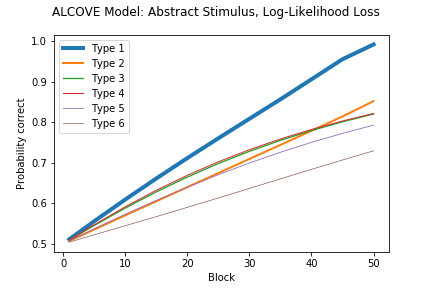 ALCOVE Model: Abstract Stimulus, Log-Likelihood Loss
Type 1
Type 2
Type 3
Type 4
Type 5
Type 6
Probability correct
1.0
0.9
0.8
0.7
0.6
0.5
0
10
20
30
40
50
Block